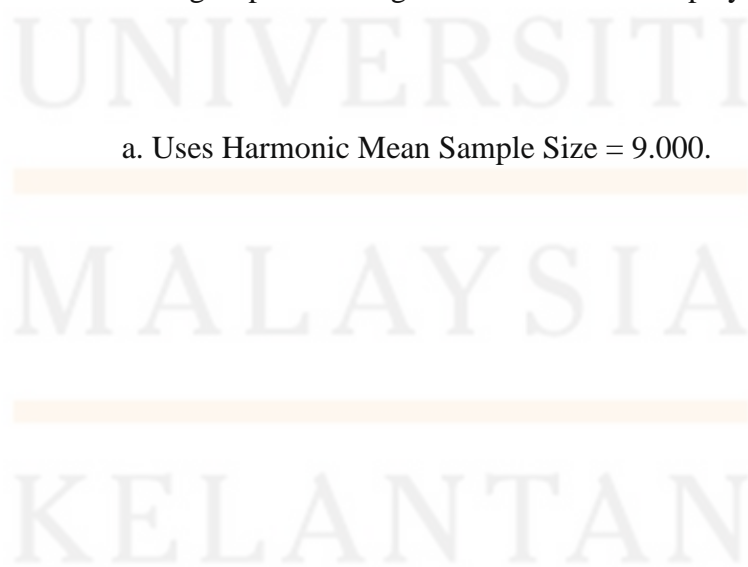 UNIVERSITI
a. Uses Harmonic Mean Sample Size = 9.000.
MALAYSIA
KELANTAN